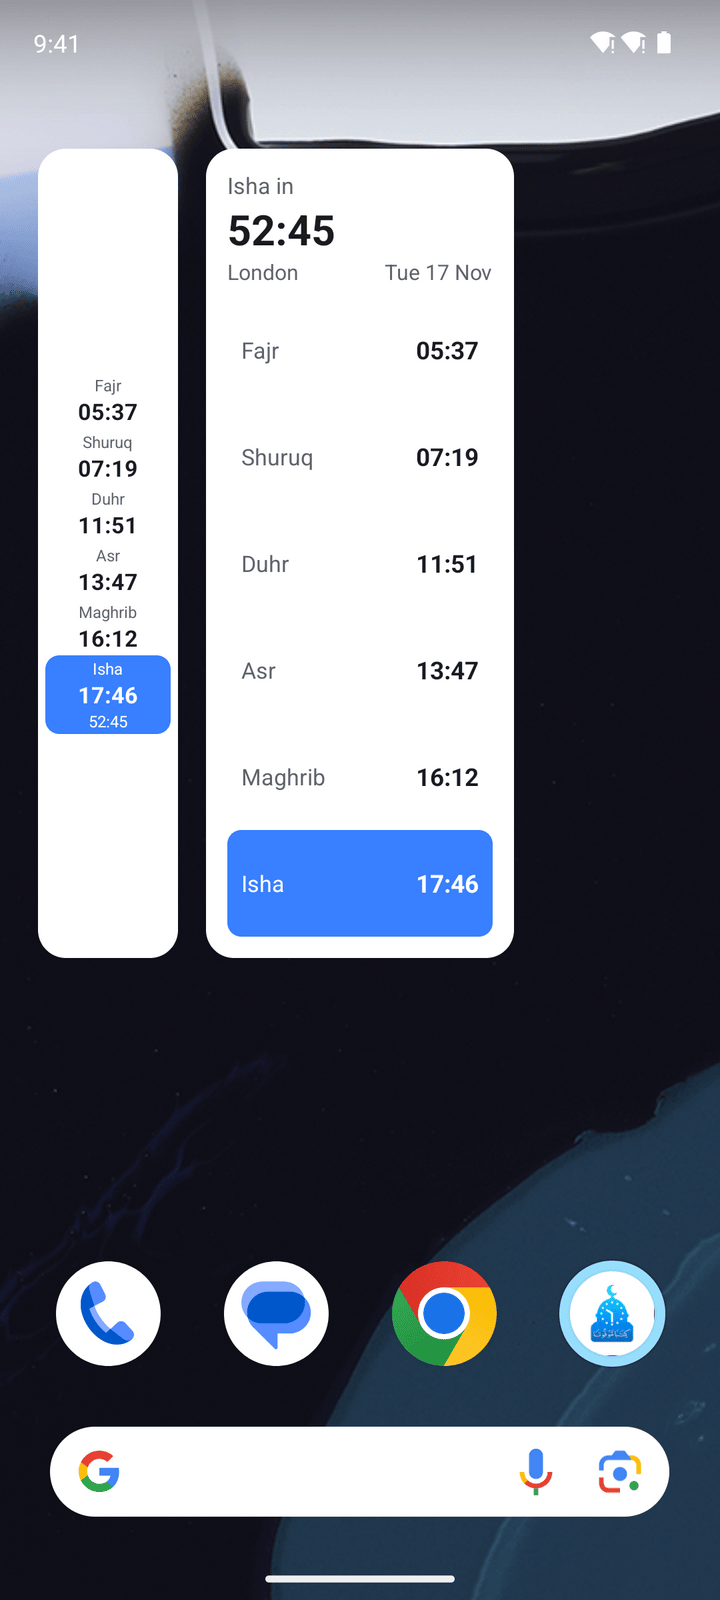 9:41
Fajr
05:37
Shuruq
07:19
Duhr
11:51
Asr
13:47
Maghrib
16:12
Isha
17:46
52:45
Isha in
52:45
London Tue 17 Nov
Fajr 05:37
Shuruq 07:19
Duhr 11:51
Asr 13:47
Maghrib 16:12
Isha 17:46